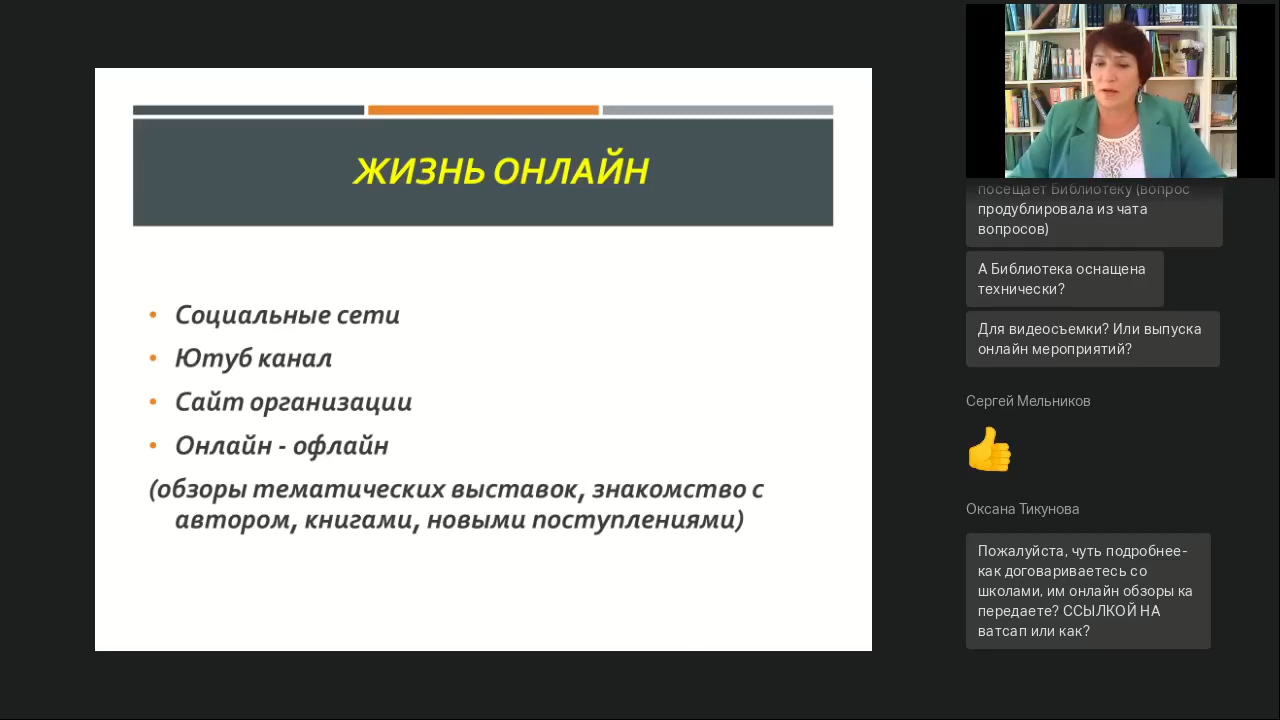 ЖИЗНЬ ОНЛАЙН
• Социальные сети
• Ютуб канал
• Сайт организации
• Онлайн - офлайн
(обзоры тематических выставок, знакомство с
автором, книгами, новыми поступлениями)
посещает Библиотеку (вопрос
продублировала из чата
вопросов)
А Библиотека оснащена
технически?
Для видеосъемки? Или выпуска
онлайн мероприятий?
Сергей Мельников
👍
Оксана Тикунова
Пожалуйста, чуть подробнее-
как договариваетесь со
школами, им онлайн обзоры ка
передаете? ССЫЛКОЙ НА
ватсап или как?